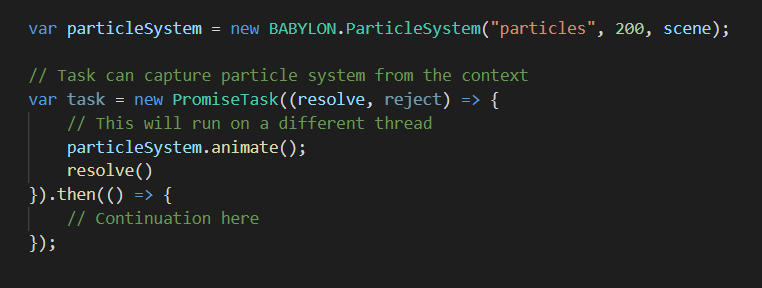 var particleSystem = new BABYLON.ParticleSystem("particles", 200, scene);
// Task can capture particle system from the context
var task = new PromiseTask((resolve, reject) => {
// This will run on a different thread
particleSystem.animate();
resolve()
}).then(() => {
// Continuation here
});